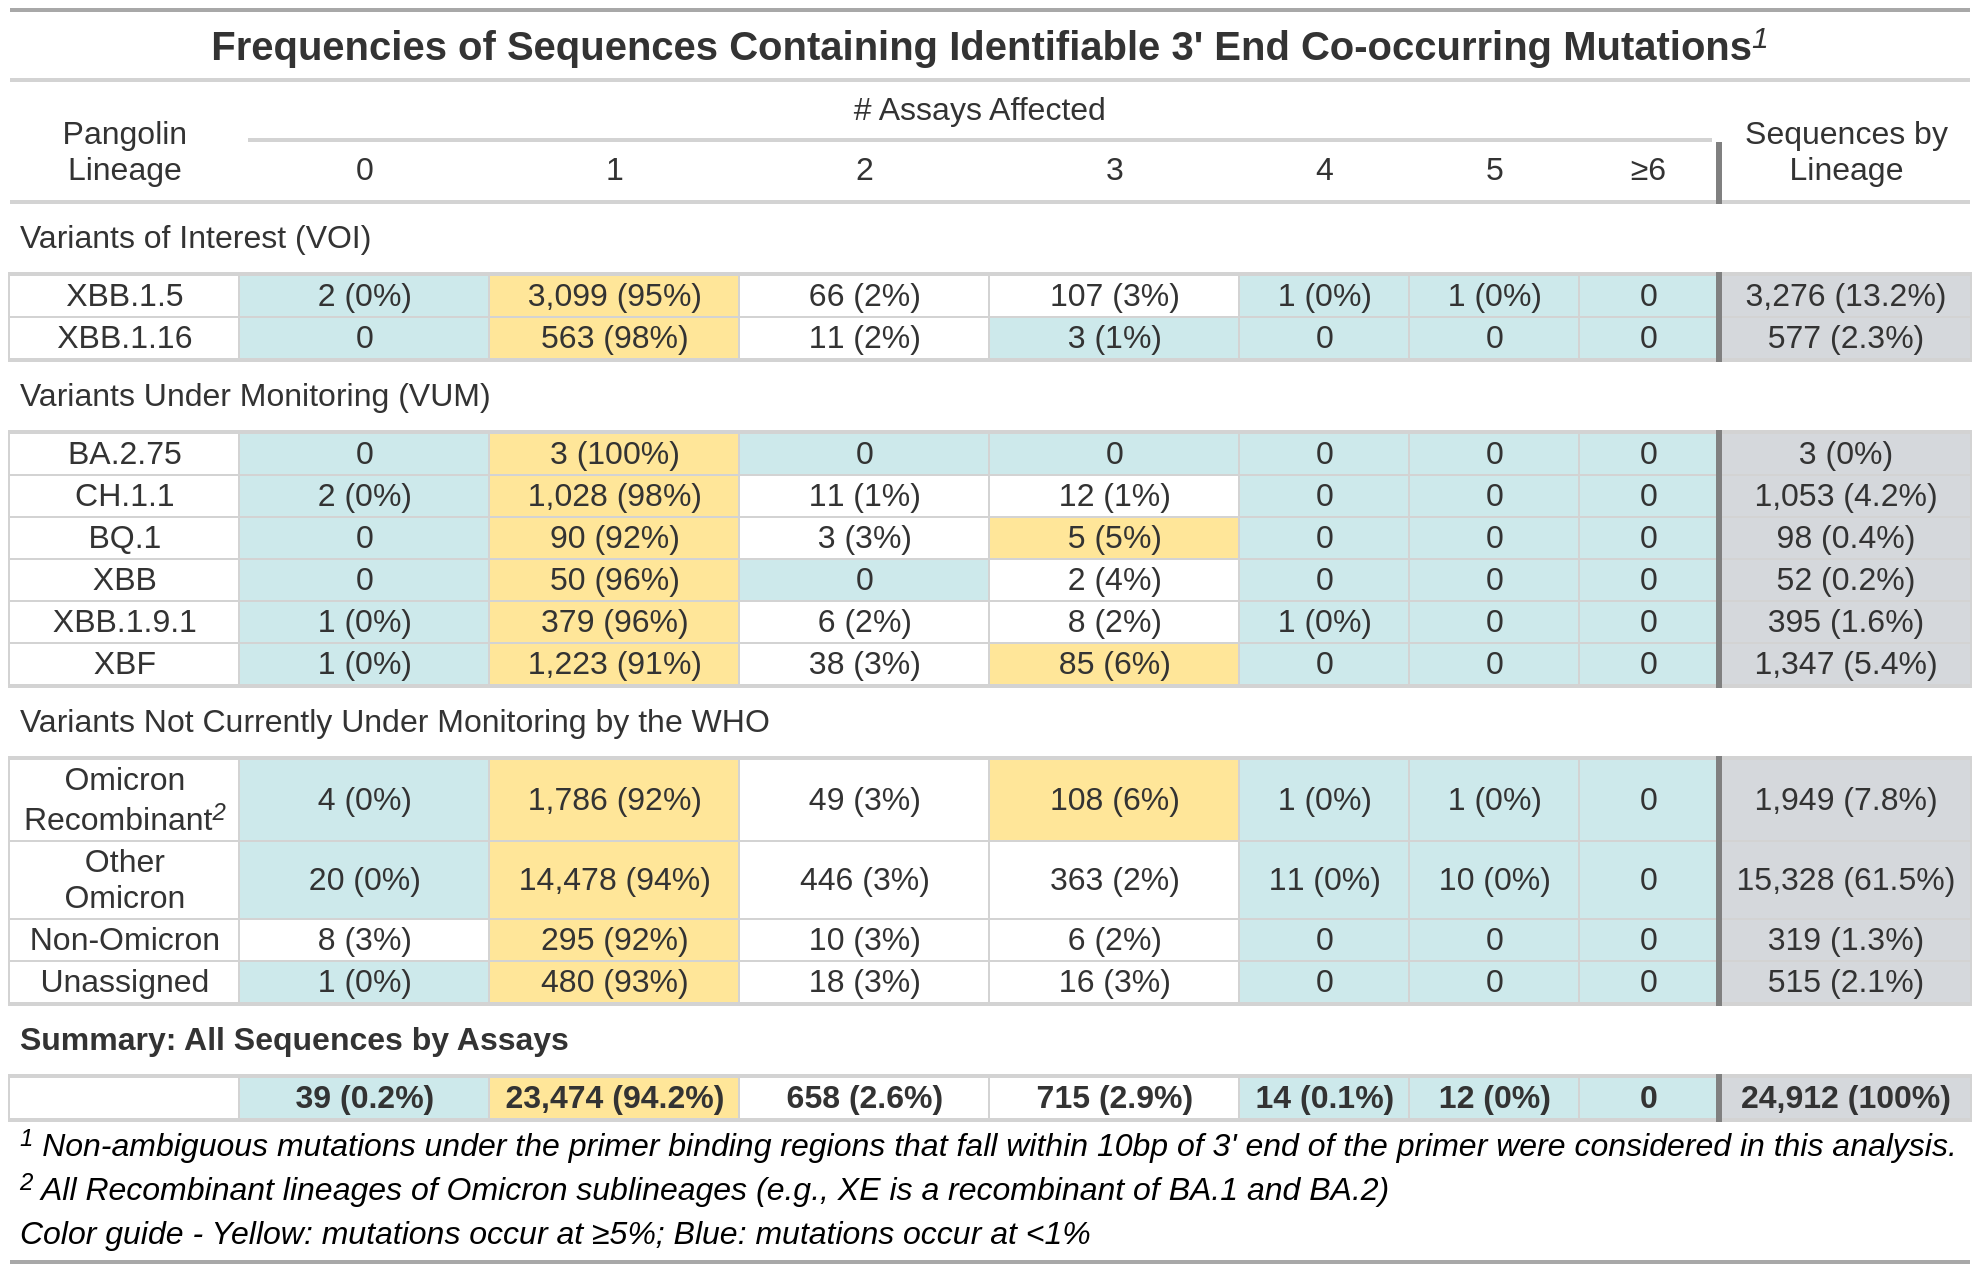 Frequencies of Sequences Containing Identifiable 3' End Co-occurring Mutations1
Pangolin Lineage # Assays Affected Sequences by Lineage
0 1 2 3 4 5 ≥6
Variants of Interest (VOI)
XBB.1.5 2 (0%) 3,099 (95%) 66 (2%) 107 (3%) 1 (0%) 1 (0%) 0 3,276 (13.2%)
XBB.1.16 0 563 (98%) 11 (2%) 3 (1%) 0 0 0 577 (2.3%)
Variants Under Monitoring (VUM)
BA.2.75 0 3 (100%) 0 0 0 0 0 3 (0%)
CH.1.1 2 (0%) 1,028 (98%) 11 (1%) 12 (1%) 0 0 0 1,053 (4.2%)
BQ.1 0 90 (92%) 3 (3%) 5 (5%) 0 0 0 98 (0.4%)
XBB 0 50 (96%) 0 2 (4%) 0 0 0 52 (0.2%)
XBB.1.9.1 1 (0%) 379 (96%) 6 (2%) 8 (2%) 1 (0%) 0 0 395 (1.6%)
XBF 1 (0%) 1,223 (91%) 38 (3%) 85 (6%) 0 0 0 1,347 (5.4%)
Variants Not Currently Under Monitoring by the WHO
Omicron Recombinant2 4 (0%) 1,786 (92%) 49 (3%) 108 (6%) 1 (0%) 1 (0%) 0 1,949 (7.8%)
Other Omicron 20 (0%) 14,478 (94%) 446 (3%) 363 (2%) 11 (0%) 10 (0%) 0 15,328 (61.5%)
Non-Omicron 8 (3%) 295 (92%) 10 (3%) 6 (2%) 0 0 0 319 (1.3%)
Unassigned 1 (0%) 480 (93%) 18 (3%) 16 (3%) 0 0 0 515 (2.1%)
Summary: All Sequences by Assays
39 (0.2%) 23,474 (94.2%) 658 (2.6%) 715 (2.9%) 14 (0.1%) 12 (0%) 0 24,912 (100%)
1 Non-ambiguous mutations under the primer binding regions that fall within 10bp of 3' end of the primer were considered in this analysis.
2 All Recombinant lineages of Omicron sublineages (e.g., XE is a recombinant of BA.1 and BA.2)
Color guide - Yellow: mutations occur at ≥5%; Blue: mutations occur at <1%